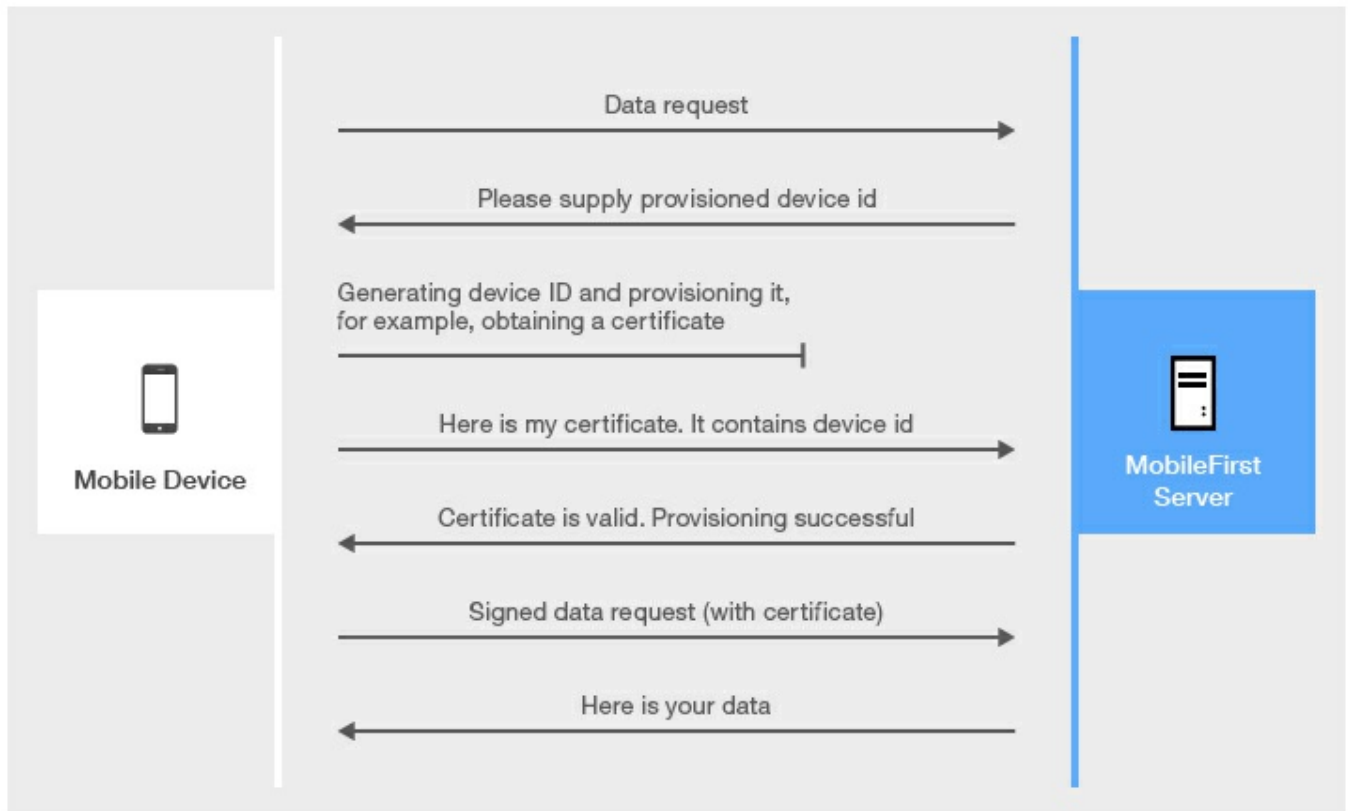 Data request
Please supply provisioned device id
Generating device ID and provisioning it,
for example, obtaining a certificate
Here is my certificate. It contains device id
Mobile Device
MobileFirst
Server
Certificate is valid. Provisioning successful
Signed data request (with certificate)
Here is your data